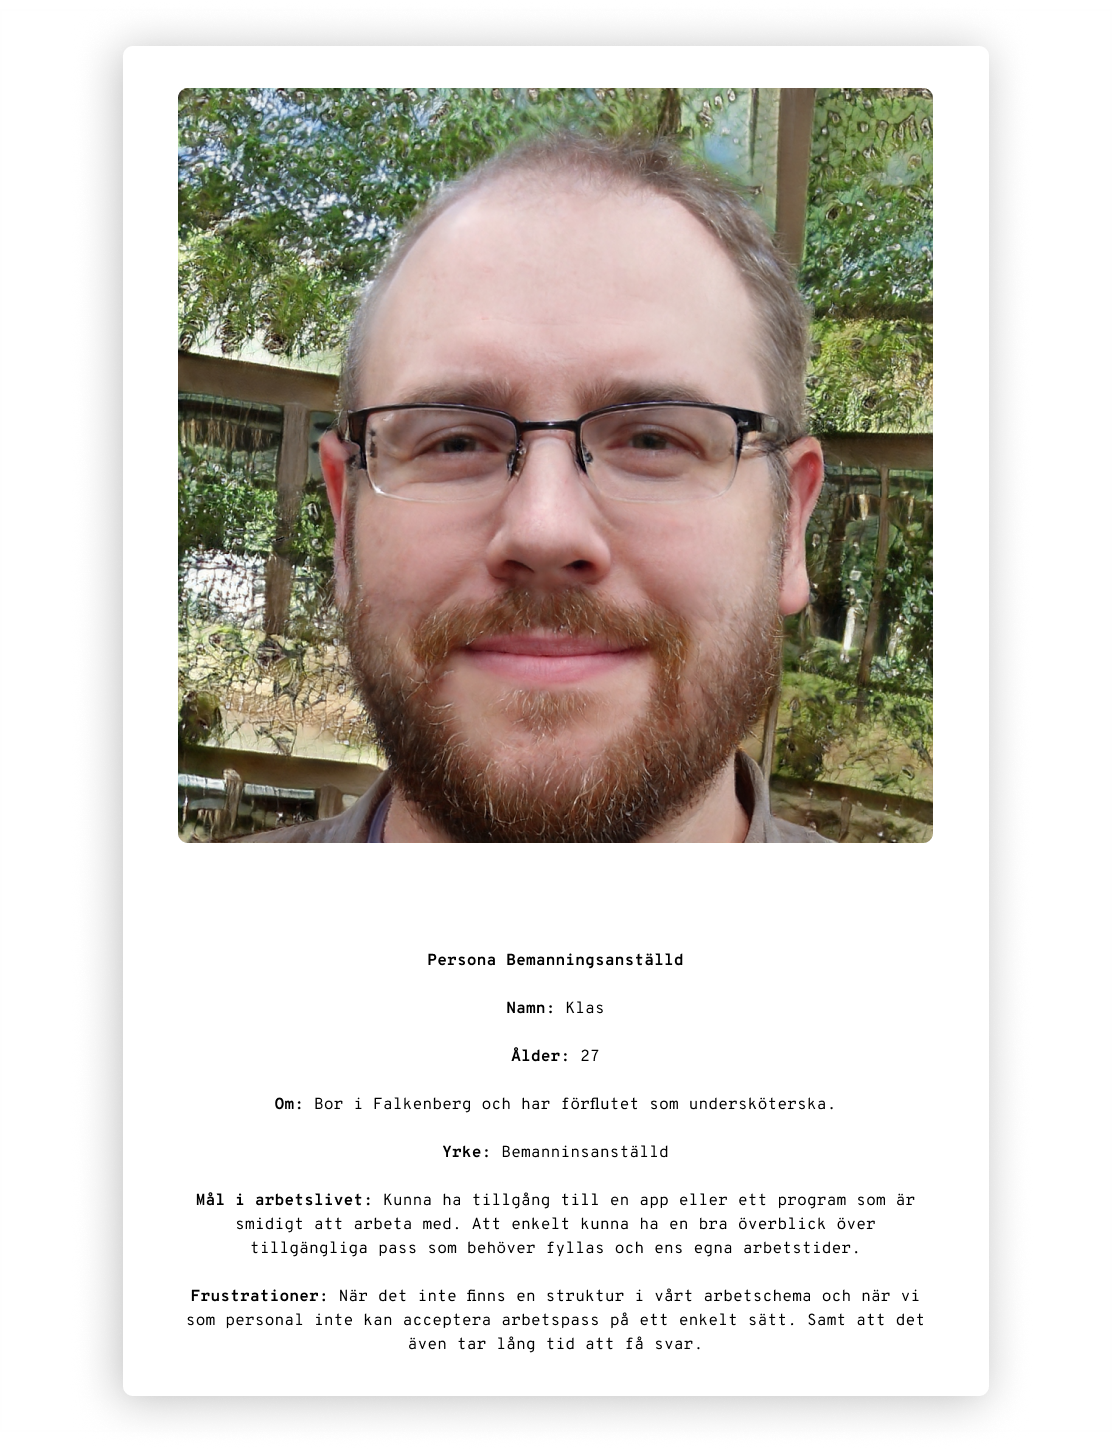 Persona Bemanningsanställd
Namn: Klas
Ålder: 27
Om: Bor i Falkenberg och har förflutet som undersköterska.
Yrke: Bemanninsanställd
Mål i arbetslivet: Kunna ha tillgång till en app eller ett program som är
smidigt att arbeta med. Att enkelt kunna ha en bra överblick över
tillgängliga pass som behöver fyllas och ens egna arbetstider.
Frustrationer: När det inte finns en struktur i vårt arbetschema och när vi
som personal inte kan acceptera arbetspass på ett enkelt sätt. Samt att det
även tar lång tid att få svar.